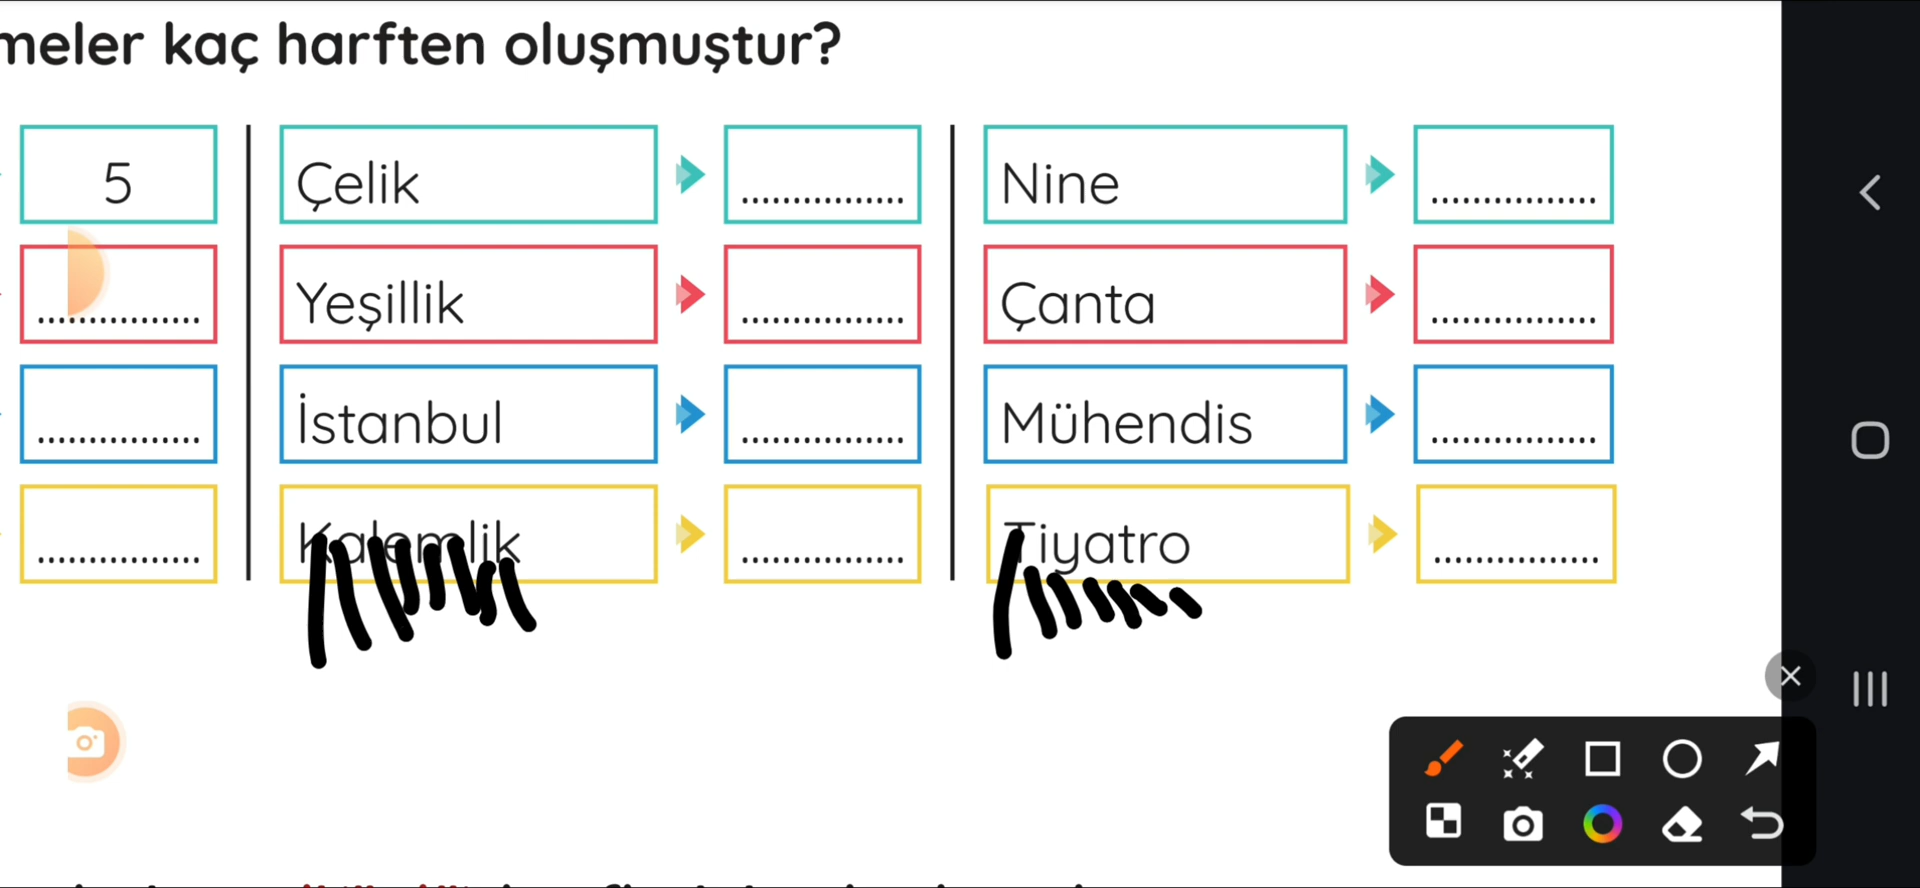 meler kaç harften oluşmuştur?
5 Çelik ................ Nine ................
................ Yeşillik ................ Çanta ................
................ İstanbul ................ Mühendis ................
................ Kalemlik ................ Tiyatro ................